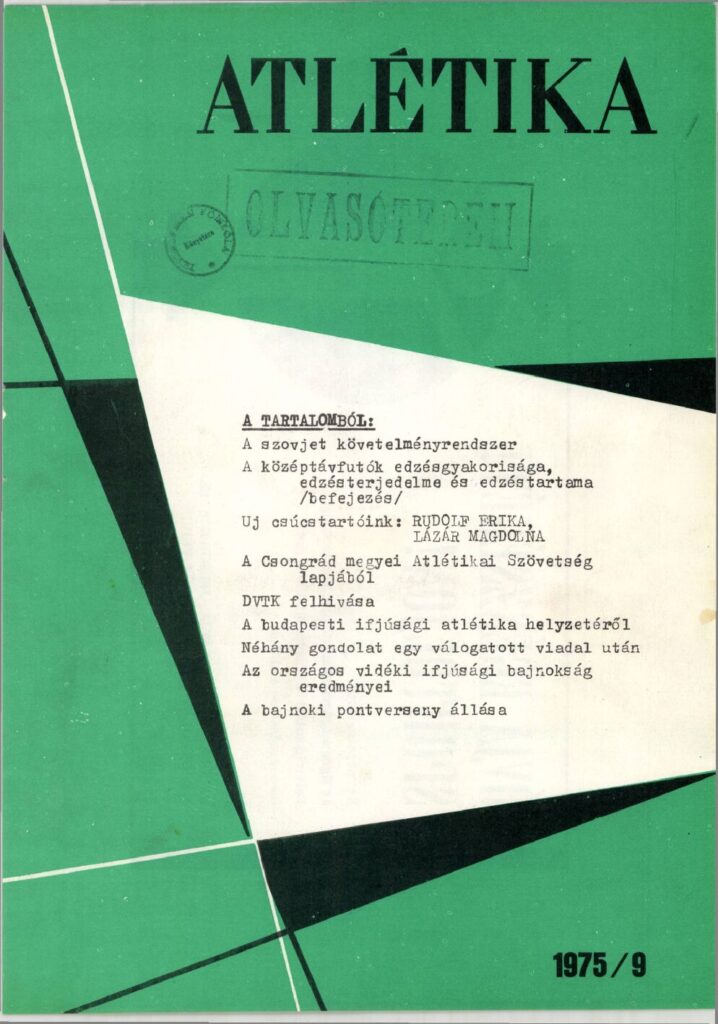 ATLÉTIKA
OLVASÓTEREM
Könyvtára
A TARTALOMBÓL:
A szovjet követelményrendszer
A középtávfutók edzésgyakorisága,
edzésterjedelme és edzéstartama
/befejezés/
Uj csúcstartóink: RUDOLF ERIKA,
LÁZÁR MAGDOLNA
A Csongrád megyei Atlétikai Szövetség
lapjából
DVTK felhivása
A budapesti ifjúsági atlétika helyzetéről
Néhány gondolat egy válogatott viadal után
Az országos vidéki ifjúsági bajnokság
eredményei
A bajnoki pontverseny állása
1975/9